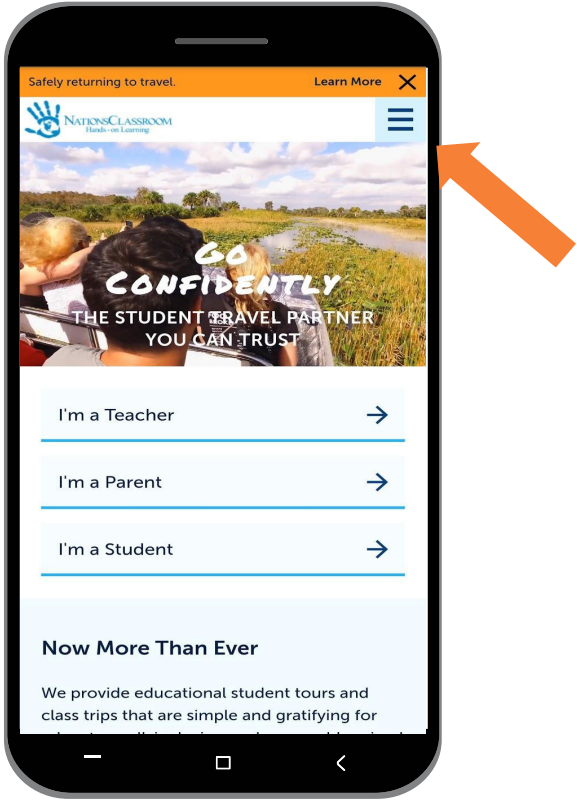 Safely returning to travel. Learn More
NATIONSCLASSROOM
Hands - on Learning
GO
CONFIDENTLY
THE STUDENT TRAVEL PARTNER
YOU CAN TRUST
I'm a Teacher
I'm a Parent
I'm a Student
Now More Than Ever
We provide educational student tours and
class trips that are simple and gratifying for